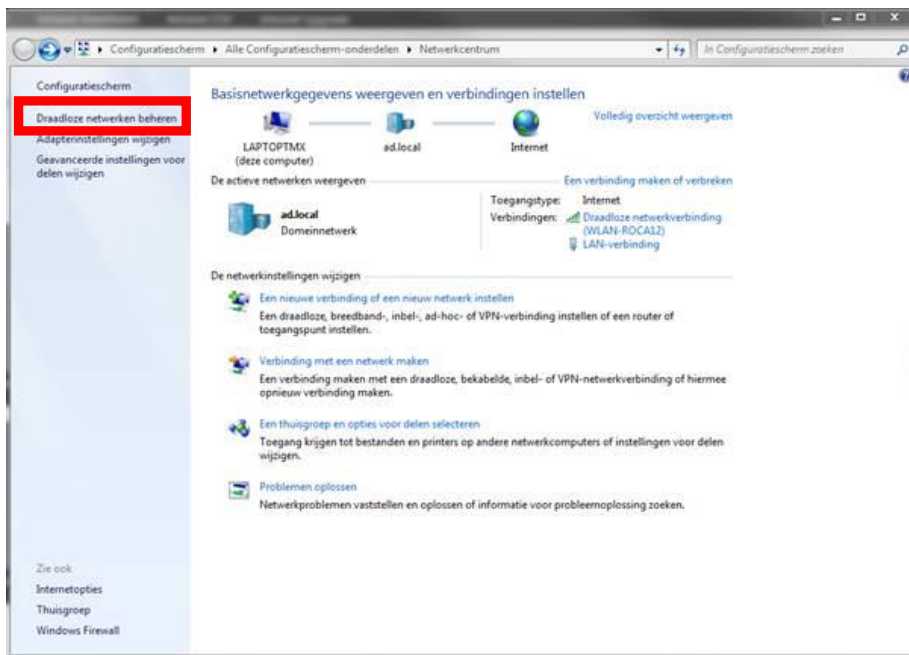 Configuratiescherm ▸ Alle Configuratiescherm-onderdelen ▸ Netwerkcentrum
In Configuratiescherm zoeken
Configuratiescherm
Draadloze netwerken beheren
Adapterinstellingen wijzigen
Geavanceerde instellingen voor
delen wijzigen
Zie ook
Internetopties
Thuisgroep
Windows Firewall
Basisnetwerkgegevens weergeven en verbindingen instellen
Volledig overzicht weergeven
LAPTOPTMX
(deze computer)
ad.local
Internet
De actieve netwerken weergeven
Een verbinding maken of verbreken
ad.local
Domeinnetwerk
Toegangstype: Internet
Verbindingen: Draadloze netwerkverbinding
(WLAN-ROCA12)
LAN-verbinding
De netwerkinstellingen wijzigen
Een nieuwe verbinding of een nieuw netwerk instellen
Een draadloze, breedband-, inbel-, ad-hoc- of VPN-verbinding instellen of een router of
toegangspunt instellen.
Verbinding met een netwerk maken
Een verbinding maken met een draadloze, bekabelde, inbel- of VPN-netwerkverbinding of hiermee
opnieuw verbinding maken.
Een thuisgroep en opties voor delen selecteren
Toegang krijgen tot bestanden en printers op andere netwerkcomputers of instellingen voor delen
wijzigen.
Problemen oplossen
Netwerkproblemen vaststellen en oplossen of informatie voor probleemoplossing zoeken.